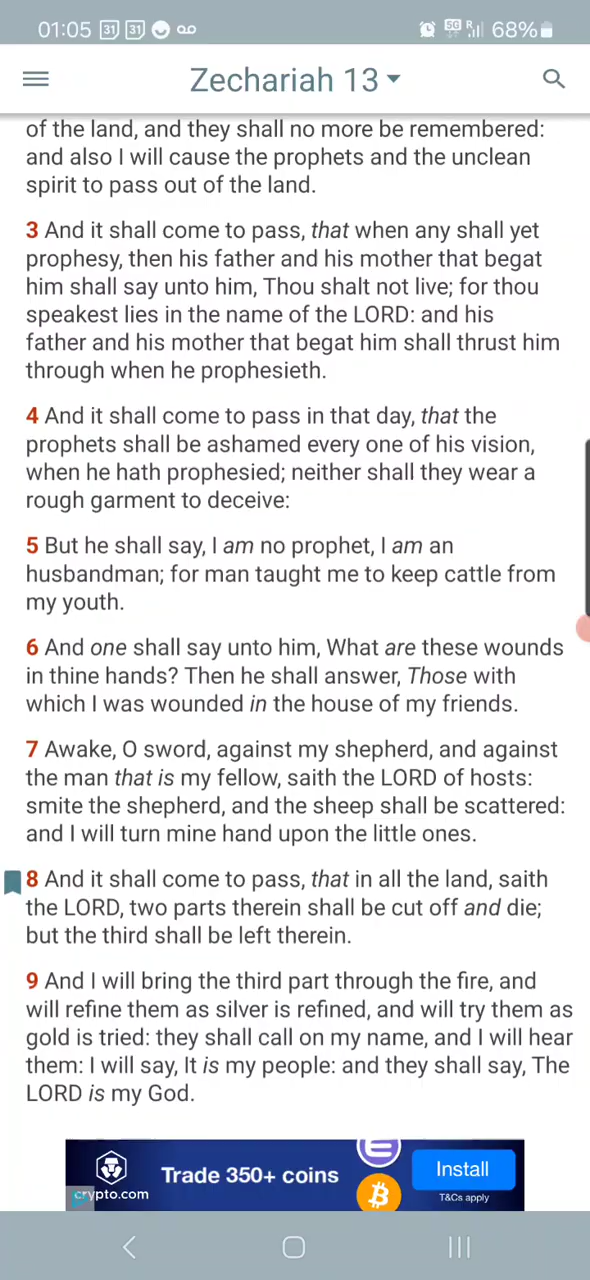 01:05 31 31 5G R 68%
Zechariah 13
of the land, and they shall no more be remembered:
and also I will cause the prophets and the unclean
spirit to pass out of the land.
3 And it shall come to pass, that when any shall yet
prophesy, then his father and his mother that begat
him shall say unto him, Thou shalt not live; for thou
speakest lies in the name of the LORD: and his
father and his mother that begat him shall thrust him
through when he prophesieth.
4 And it shall come to pass in that day, that the
prophets shall be ashamed every one of his vision,
when he hath prophesied; neither shall they wear a
rough garment to deceive:
5 But he shall say, I am no prophet, I am an
husbandman; for man taught me to keep cattle from
my youth.
6 And one shall say unto him, What are these wounds
in thine hands? Then he shall answer, Those with
which I was wounded in the house of my friends.
7 Awake, O sword, against my shepherd, and against
the man that is my fellow, saith the LORD of hosts:
smite the shepherd, and the sheep shall be scattered:
and I will turn mine hand upon the little ones.
8 And it shall come to pass, that in all the land, saith
the LORD, two parts therein shall be cut off and die;
but the third shall be left therein.
9 And I will bring the third part through the fire, and
will refine them as silver is refined, and will try them as
gold is tried: they shall call on my name, and I will hear
them: I will say, It is my people: and they shall say, The
LORD is my God.
crypto.com
Trade 350+ coins
Install
T&Cs apply